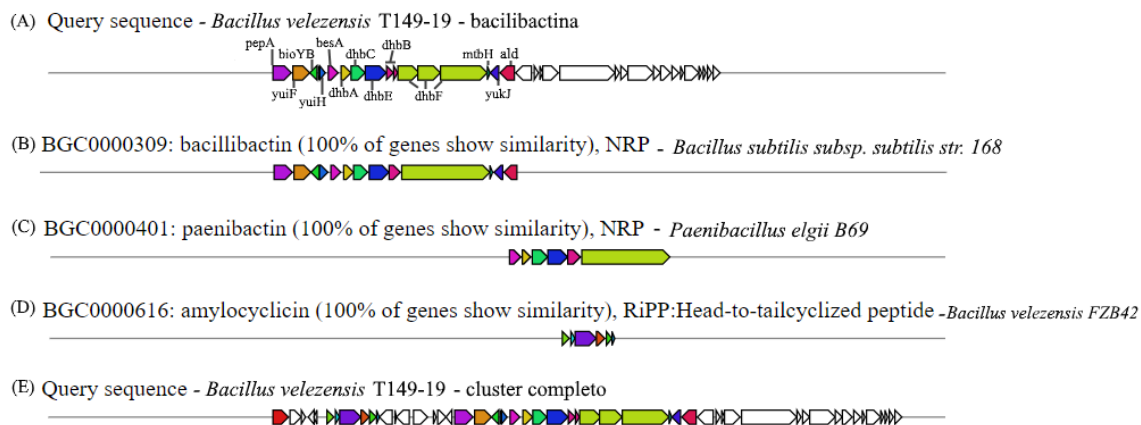 (A) Query sequence - Bacillus velezensis T149-19 - bacilibactina
pepA bioYB besA dhbC dhbB mtbH ald
yuiF yuiH dhbA dhbE dhbF yukJ
(B) BGC0000309: bacillibactin (100% of genes show similarity), NRP - Bacillus subtilis subsp. subtilis str. 168
(C) BGC0000401: paenibactin (100% of genes show similarity), NRP - Paenibacillus elgii B69
(D) BGC0000616: amylocyclicin (100% of genes show similarity), RiPP:Head-to-tailcyclized peptide -Bacillus velezensis FZB42
(E) Query sequence - Bacillus velezensis T149-19 - cluster completo